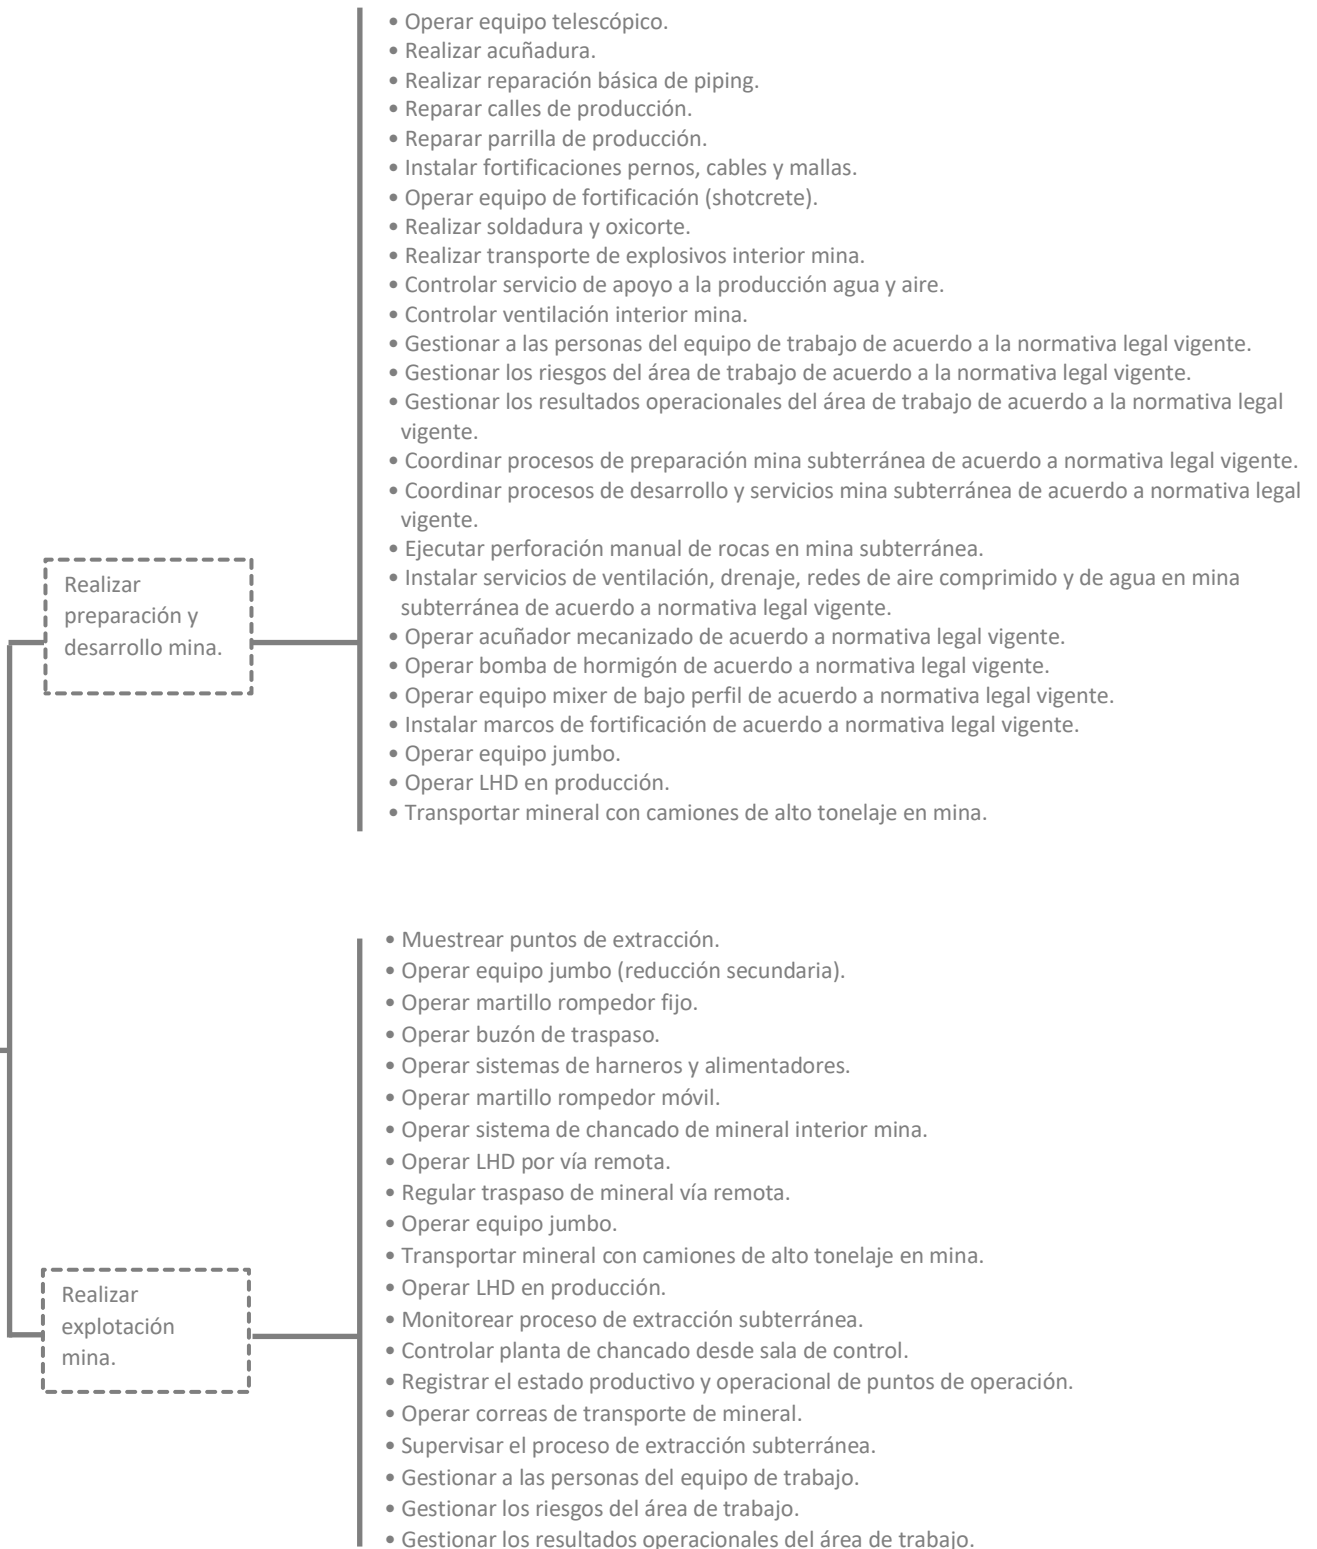 • Operar equipo telescópico.
• Realizar acuñadura.
• Realizar reparación básica de piping.
• Reparar calles de producción.
• Reparar parrilla de producción.
• Instalar fortificaciones pernos, cables y mallas.
• Operar equipo de fortificación (shotcrete).
• Realizar soldadura y oxicorte.
• Realizar transporte de explosivos interior mina.
• Controlar servicio de apoyo a la producción agua y aire.
• Controlar ventilación interior mina.
• Gestionar a las personas del equipo de trabajo de acuerdo a la normativa legal vigente.
• Gestionar los riesgos del área de trabajo de acuerdo a la normativa legal vigente.
• Gestionar los resultados operacionales del área de trabajo de acuerdo a la normativa legal
vigente.
• Coordinar procesos de preparación mina subterránea de acuerdo a normativa legal vigente.
• Coordinar procesos de desarrollo y servicios mina subterránea de acuerdo a normativa legal
vigente.
• Ejecutar perforación manual de rocas en mina subterránea.
• Instalar servicios de ventilación, drenaje, redes de aire comprimido y de agua en mina
subterránea de acuerdo a normativa legal vigente.
• Operar acuñador mecanizado de acuerdo a normativa legal vigente.
• Operar bomba de hormigón de acuerdo a normativa legal vigente.
• Operar equipo mixer de bajo perfil de acuerdo a normativa legal vigente.
• Instalar marcos de fortificación de acuerdo a normativa legal vigente.
• Operar equipo jumbo.
• Operar LHD en producción.
• Transportar mineral con camiones de alto tonelaje en mina.
Realizar
preparación y
desarrollo mina.
• Muestrear puntos de extracción.
• Operar equipo jumbo (reducción secundaria).
• Operar martillo rompedor fijo.
• Operar buzón de traspaso.
• Operar sistemas de harneros y alimentadores.
• Operar martillo rompedor móvil.
• Operar sistema de chancado de mineral interior mina.
• Operar LHD por vía remota.
• Regular traspaso de mineral vía remota.
• Operar equipo jumbo.
• Transportar mineral con camiones de alto tonelaje en mina.
• Operar LHD en producción.
• Monitorear proceso de extracción subterránea.
• Controlar planta de chancado desde sala de control.
• Registrar el estado productivo y operacional de puntos de operación.
• Operar correas de transporte de mineral.
• Supervisar el proceso de extracción subterránea.
• Gestionar a las personas del equipo de trabajo.
• Gestionar los riesgos del área de trabajo.
• Gestionar los resultados operacionales del área de trabajo.
Realizar
explotación
mina.